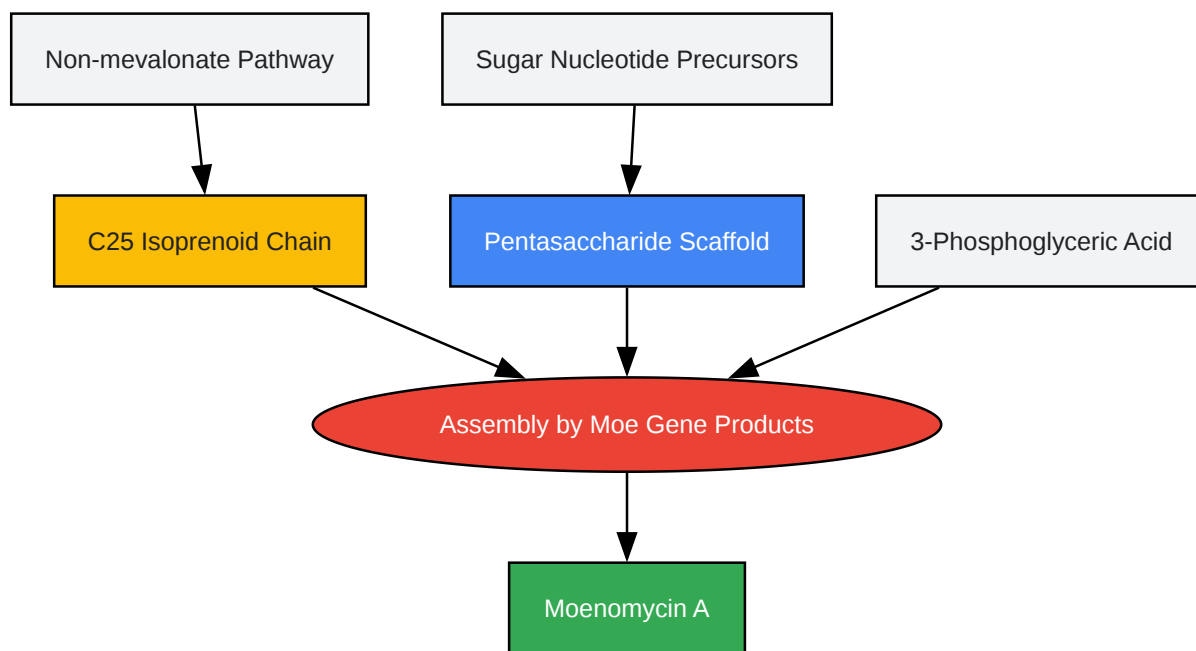 Non-mevalonate Pathway
Sugar Nucleotide Precursors
C25 Isoprenoid Chain
Pentasaccharide Scaffold
3-Phosphoglyceric Acid
Assembly by Moe Gene Products
Moenomycin A